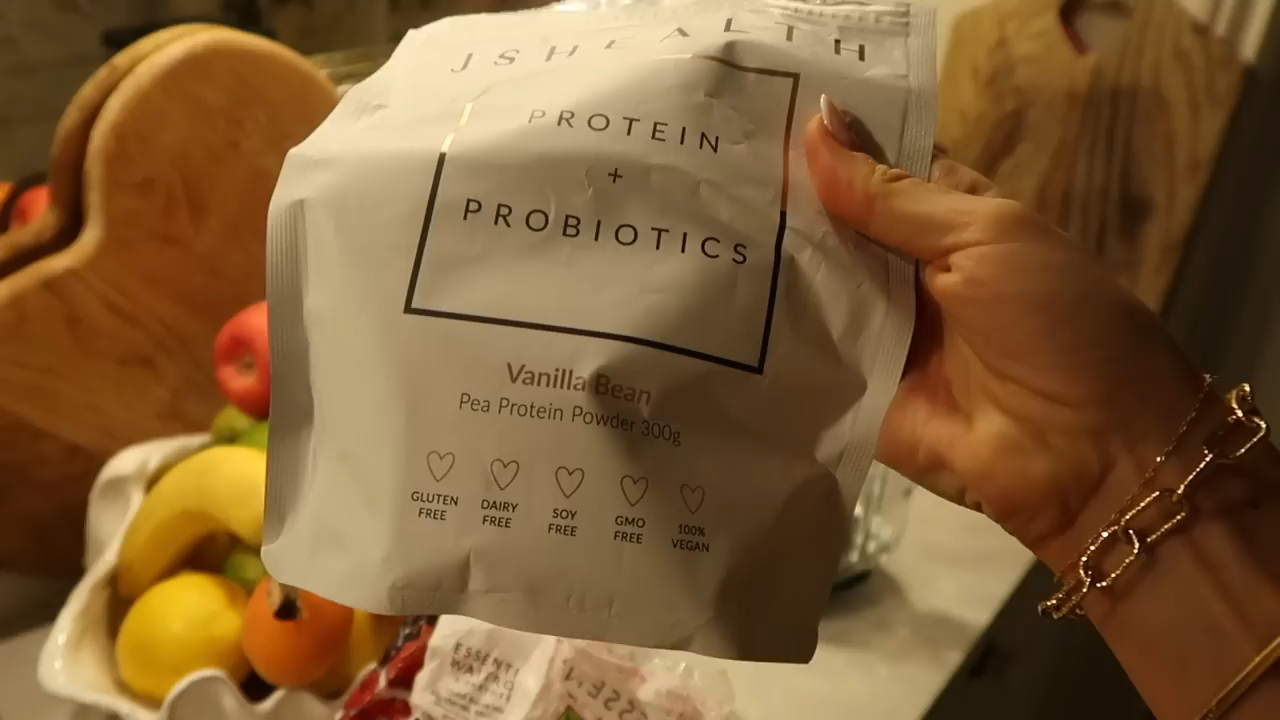 JSHEALTH
PROTEIN
+
PROBIOTICS
Vanilla Bean
Pea Protein Powder 300g
GLUTEN
FREE
DAIRY
FREE
SOY
FREE
GMO
FREE
100%
VEGAN